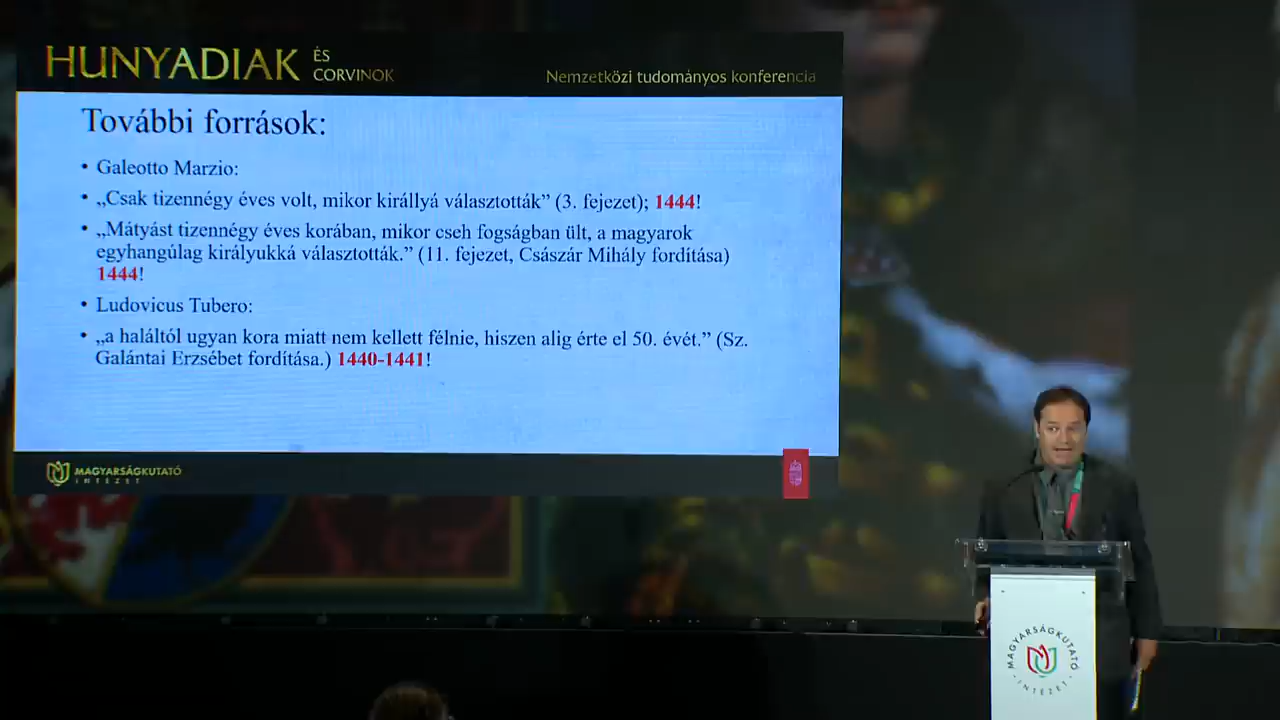 HUNYADIAK ÉS CORVINOK
Nemzetközi tudományos konferencia
További források:
• Galeotto Marzio:
• „Csak tizennégy éves volt, mikor királlyá választották” (3. fejezet); 1444!
• „Mátyást tizennégy éves korában, mikor cseh fogságban ült, a magyarok
egyhangúlag királyukká választották.” (11. fejezet, Császár Mihály fordítása)
1444!
• Ludovicus Tubero:
• „a haláltól ugyan kora miatt nem kellett félnie, hiszen alig érte el 50. évét.” (Sz.
Galántai Erzsébet fordítása.) 1440-1441!
MAGYARSÁGKUTATÓ
INTÉZET
MAGYARSÁGKUTATÓ
INTÉZET